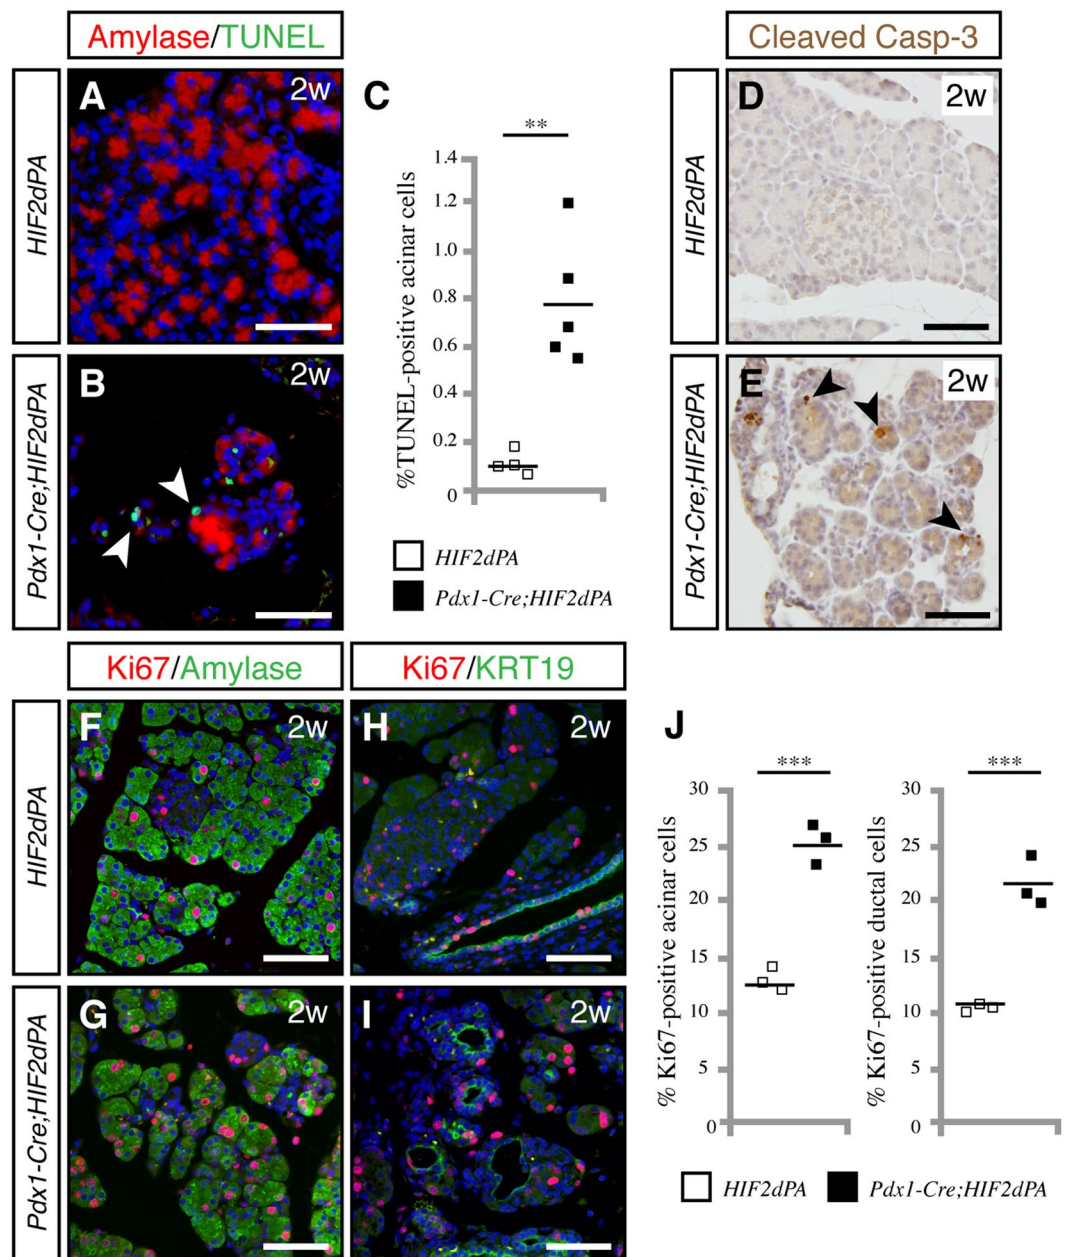 Amylase/TUNEL
HIF2dPA
A
2w
Pdx1-Cre;HIF2dPA
B
2w
C
**
%TUNEL-positive acinar cells
1.4
1.2
1.0
0.8
0.6
0.4
0.2
0
HIF2dPA
Pdx1-Cre;HIF2dPA
Cleaved Casp-3
HIF2dPA
D
2w
Pdx1-Cre;HIF2dPA
E
2w
Ki67/Amylase
Ki67/KRT19
HIF2dPA
F
2w
H
2w
Pdx1-Cre;HIF2dPA
G
2w
I
2w
J
***
% Ki67-positive acinar cells
30
25
20
15
10
5
0
***
% Ki67-positive ductal cells
30
25
20
15
10
5
0
HIF2dPA
Pdx1-Cre;HIF2dPA